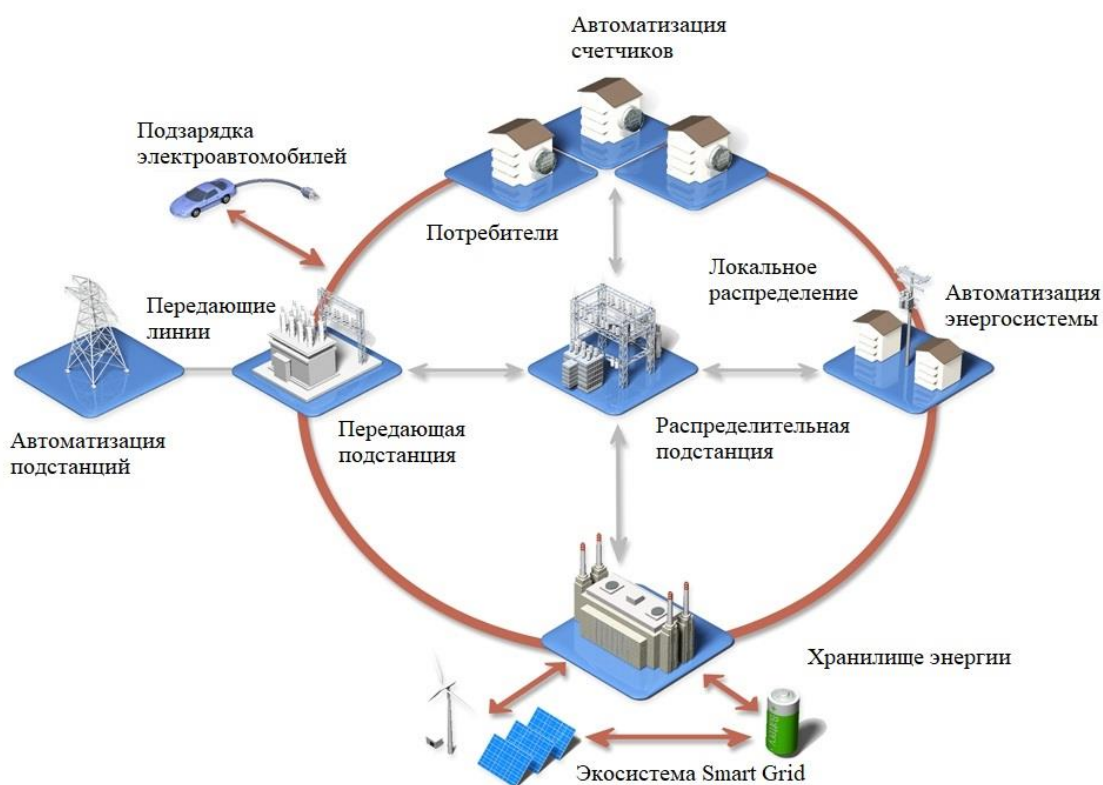 Автоматизация
счетчиков
Подзарядка
электроавтомобилей
Потребители
Локальное
распределение
Автоматизация
энергосистемы
Передающие
линии
Автоматизация
подстанций
Передающая
подстанция
Распределительная
подстанция
Хранилище энергии
Экосистема Smart Grid